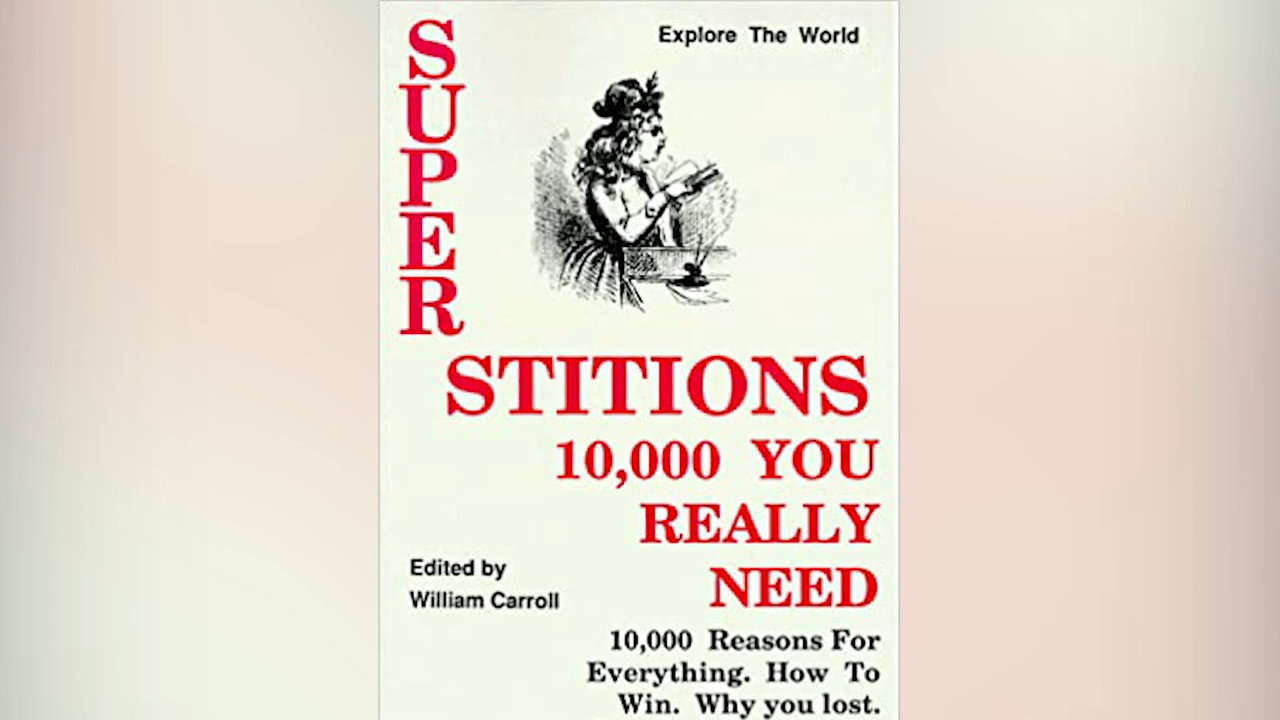 Explore The World
SUPER
STITIONS
10,000 YOU
REALLY
NEED
Edited by
William Carroll
10,000 Reasons For
Everything. How To
Win. Why you lost.